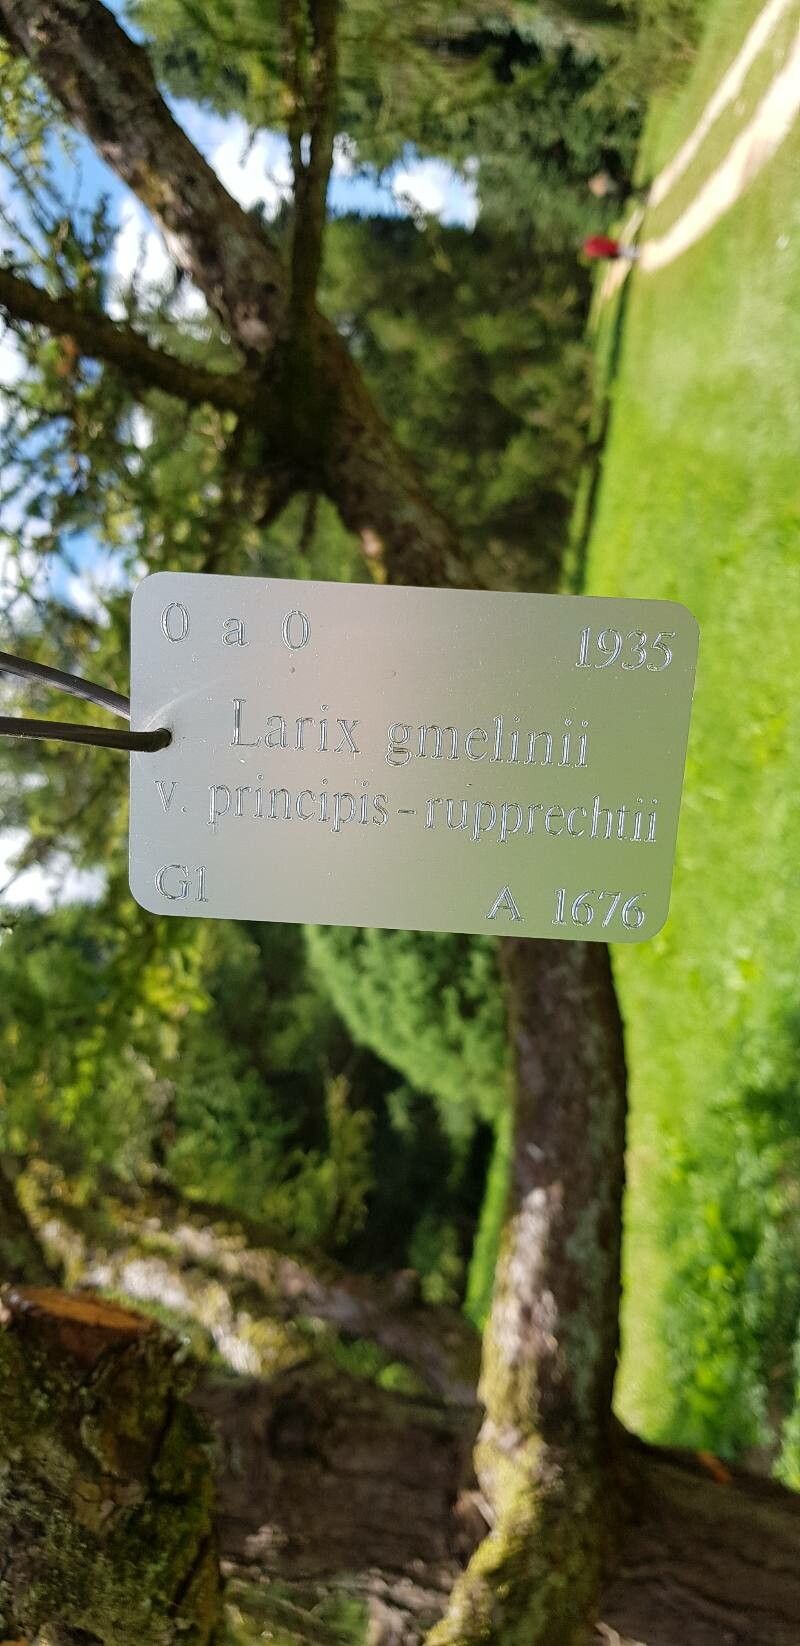 0 a 0 1935
Larix gmelinii
v. principis-rupprechtii
G1 A 1676